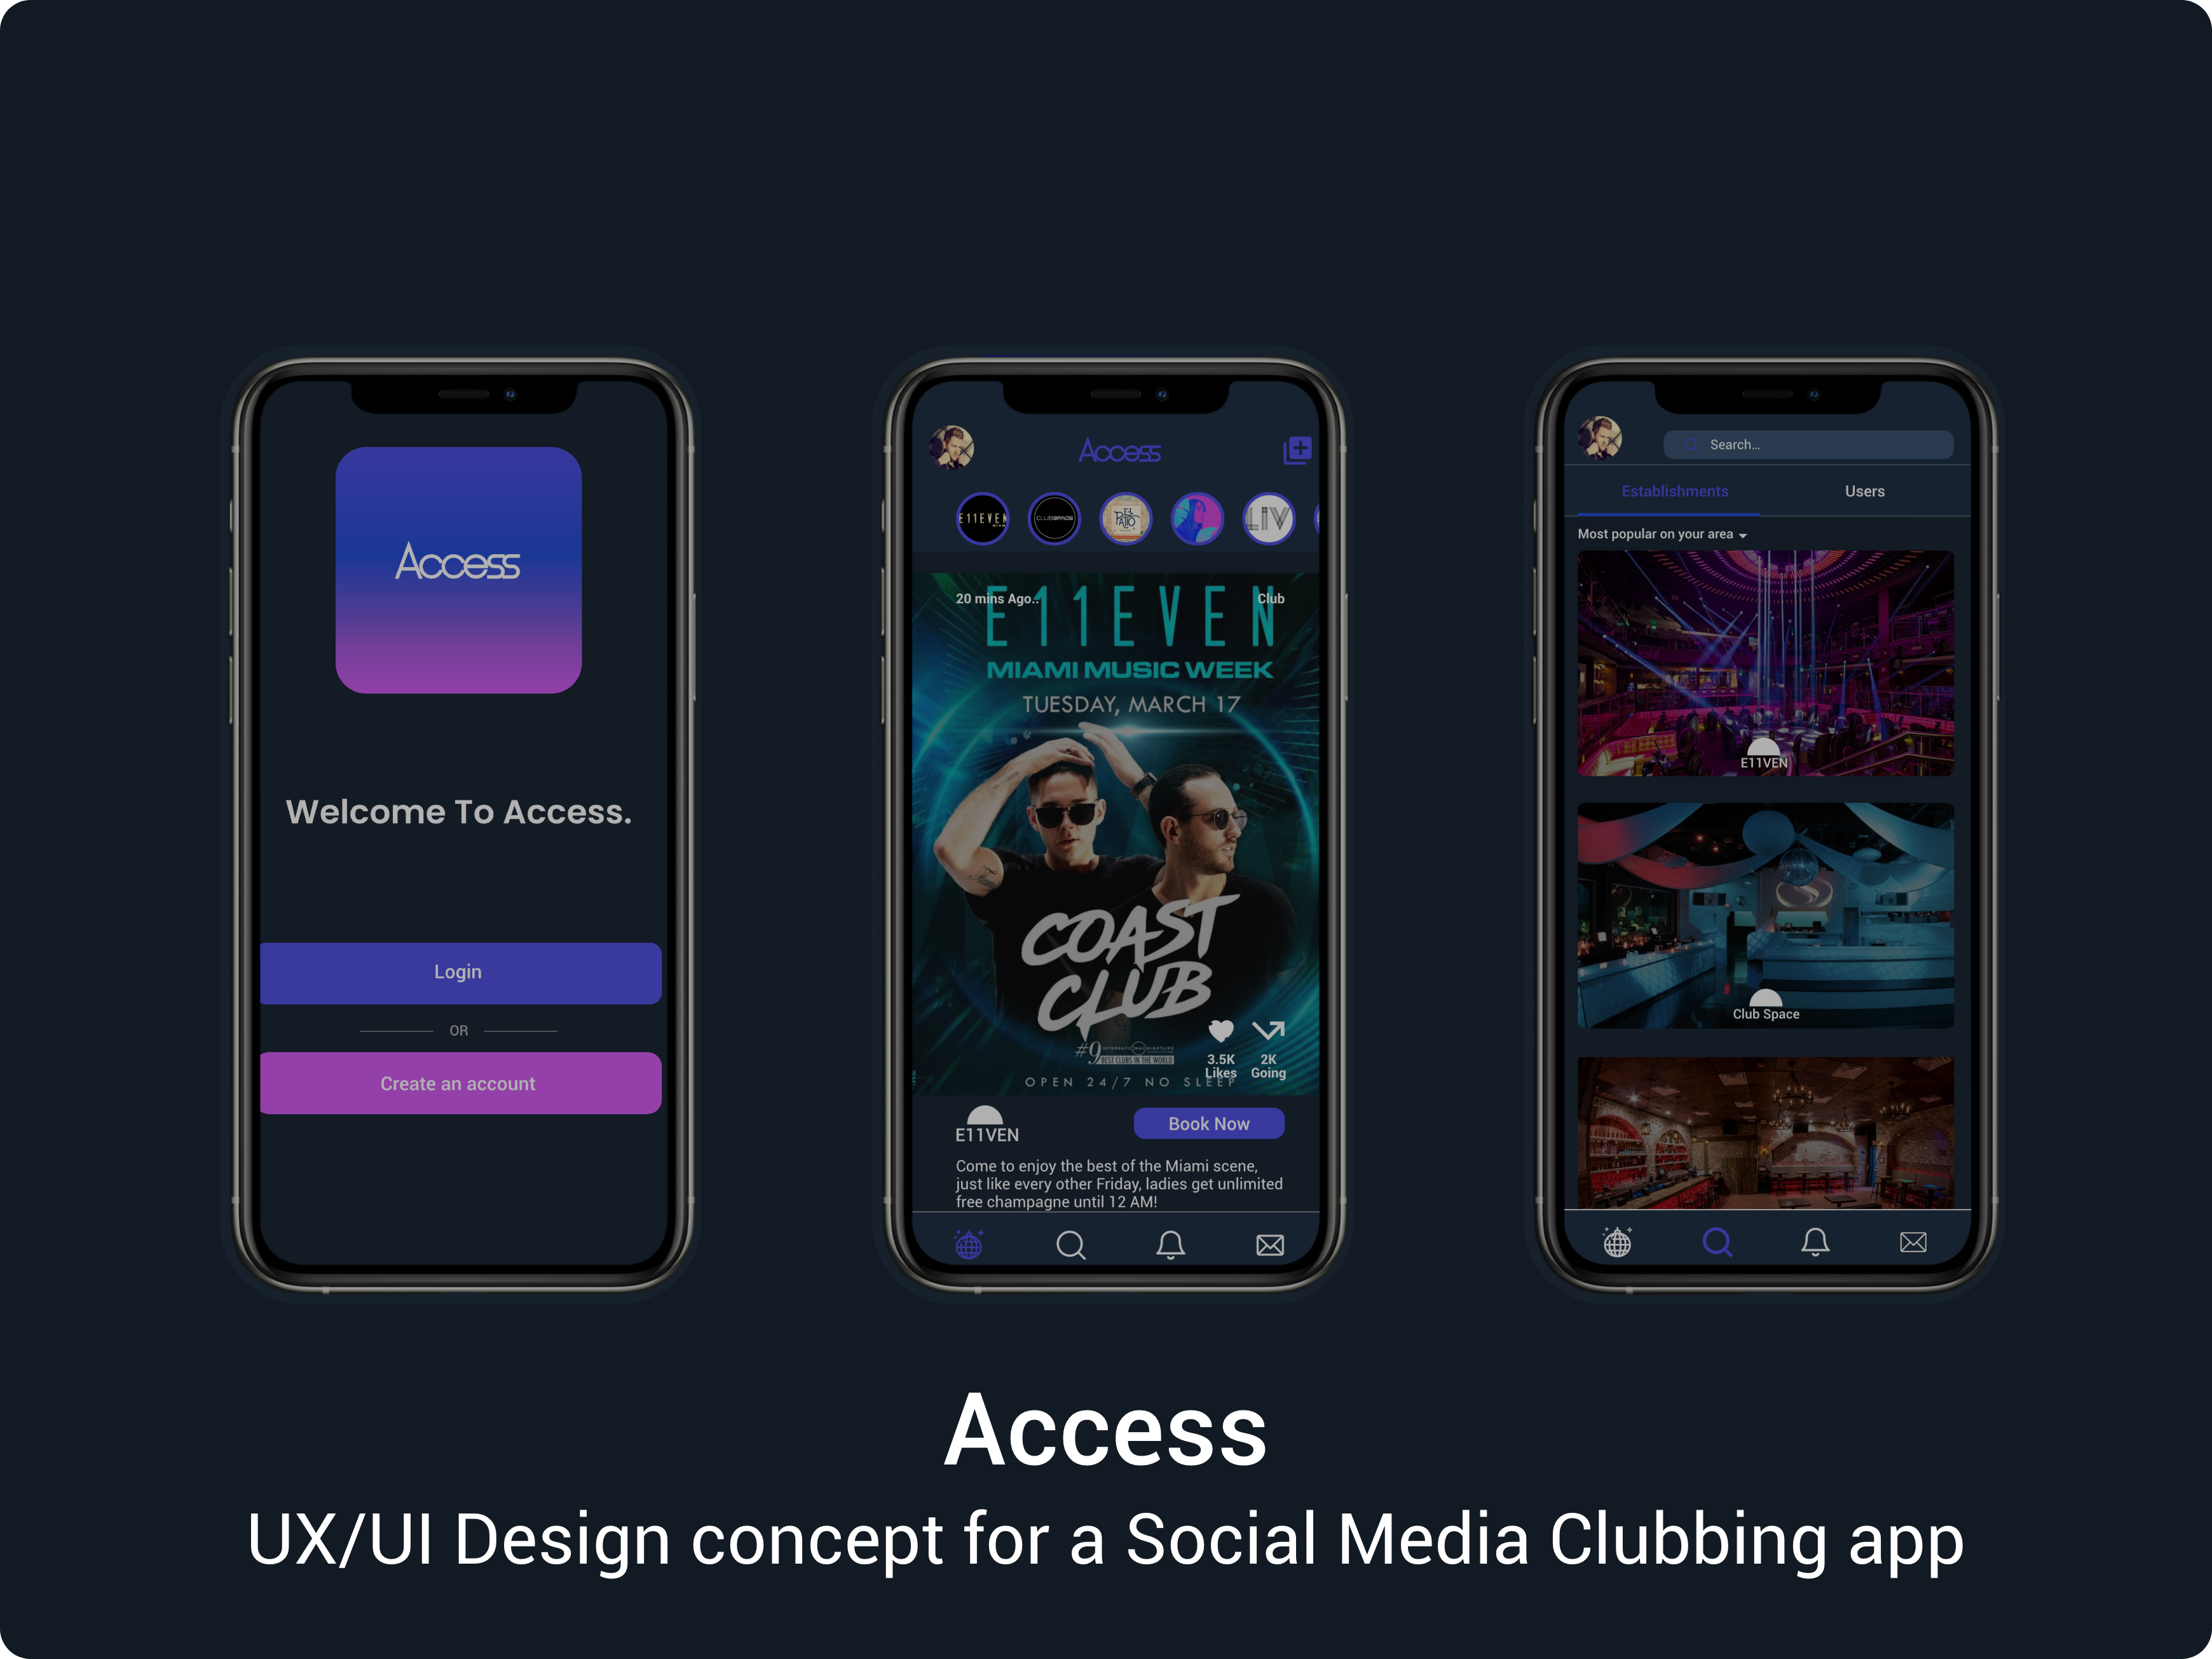 Access
Welcome To Access.
Login
OR
Create an account
Access
E11EVEN
MIAMI
CLUBSPACE
EL
PATIO
LIV
20 mins Ago..
Club
E11EVEN
MIAMI MUSIC WEEK
TUESDAY, MARCH 17
COAST
CLUB
#9 INTERNATIONAL NIGHTLIFE
BEST CLUBS IN THE WORLD
OPEN 24/7 NO SLEEP
3.5K
Likes
2K
Going
E11VEN
Book Now
Come to enjoy the best of the Miami scene,
just like every other Friday, ladies get unlimited
free champagne until 12 AM!
Search...
Establishments
Users
Most popular on your area
E11VEN
Club Space
Access
UX/UI Design concept for a Social Media Clubbing app